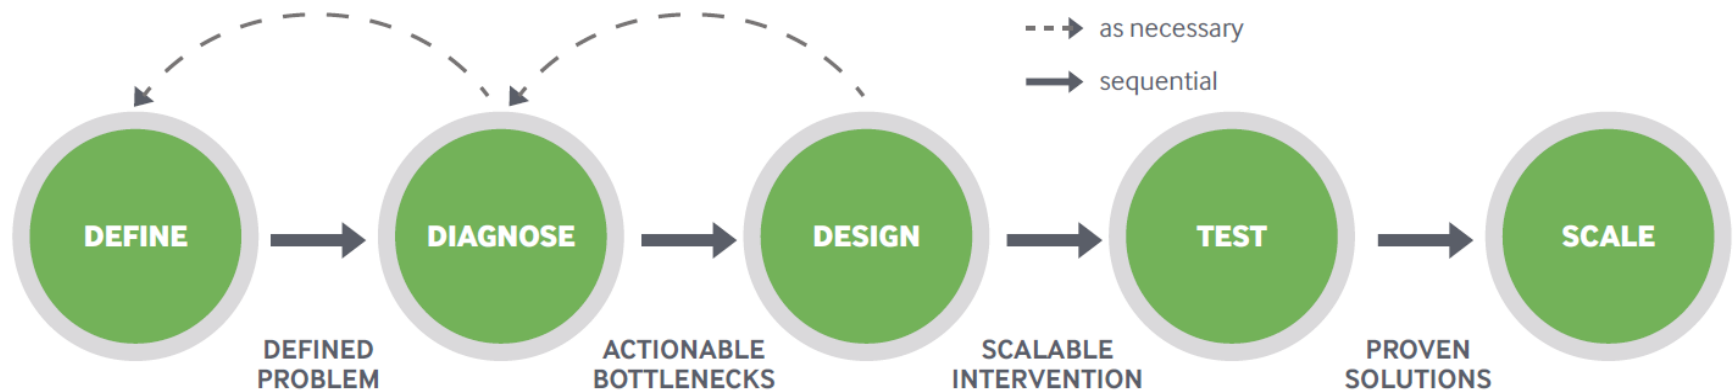 as necessary
sequential
DEFINE
DIAGNOSE
DESIGN
TEST
SCALE
DEFINED
PROBLEM
ACTIONABLE
BOTTLENECKS
SCALABLE
INTERVENTION
PROVEN
SOLUTIONS